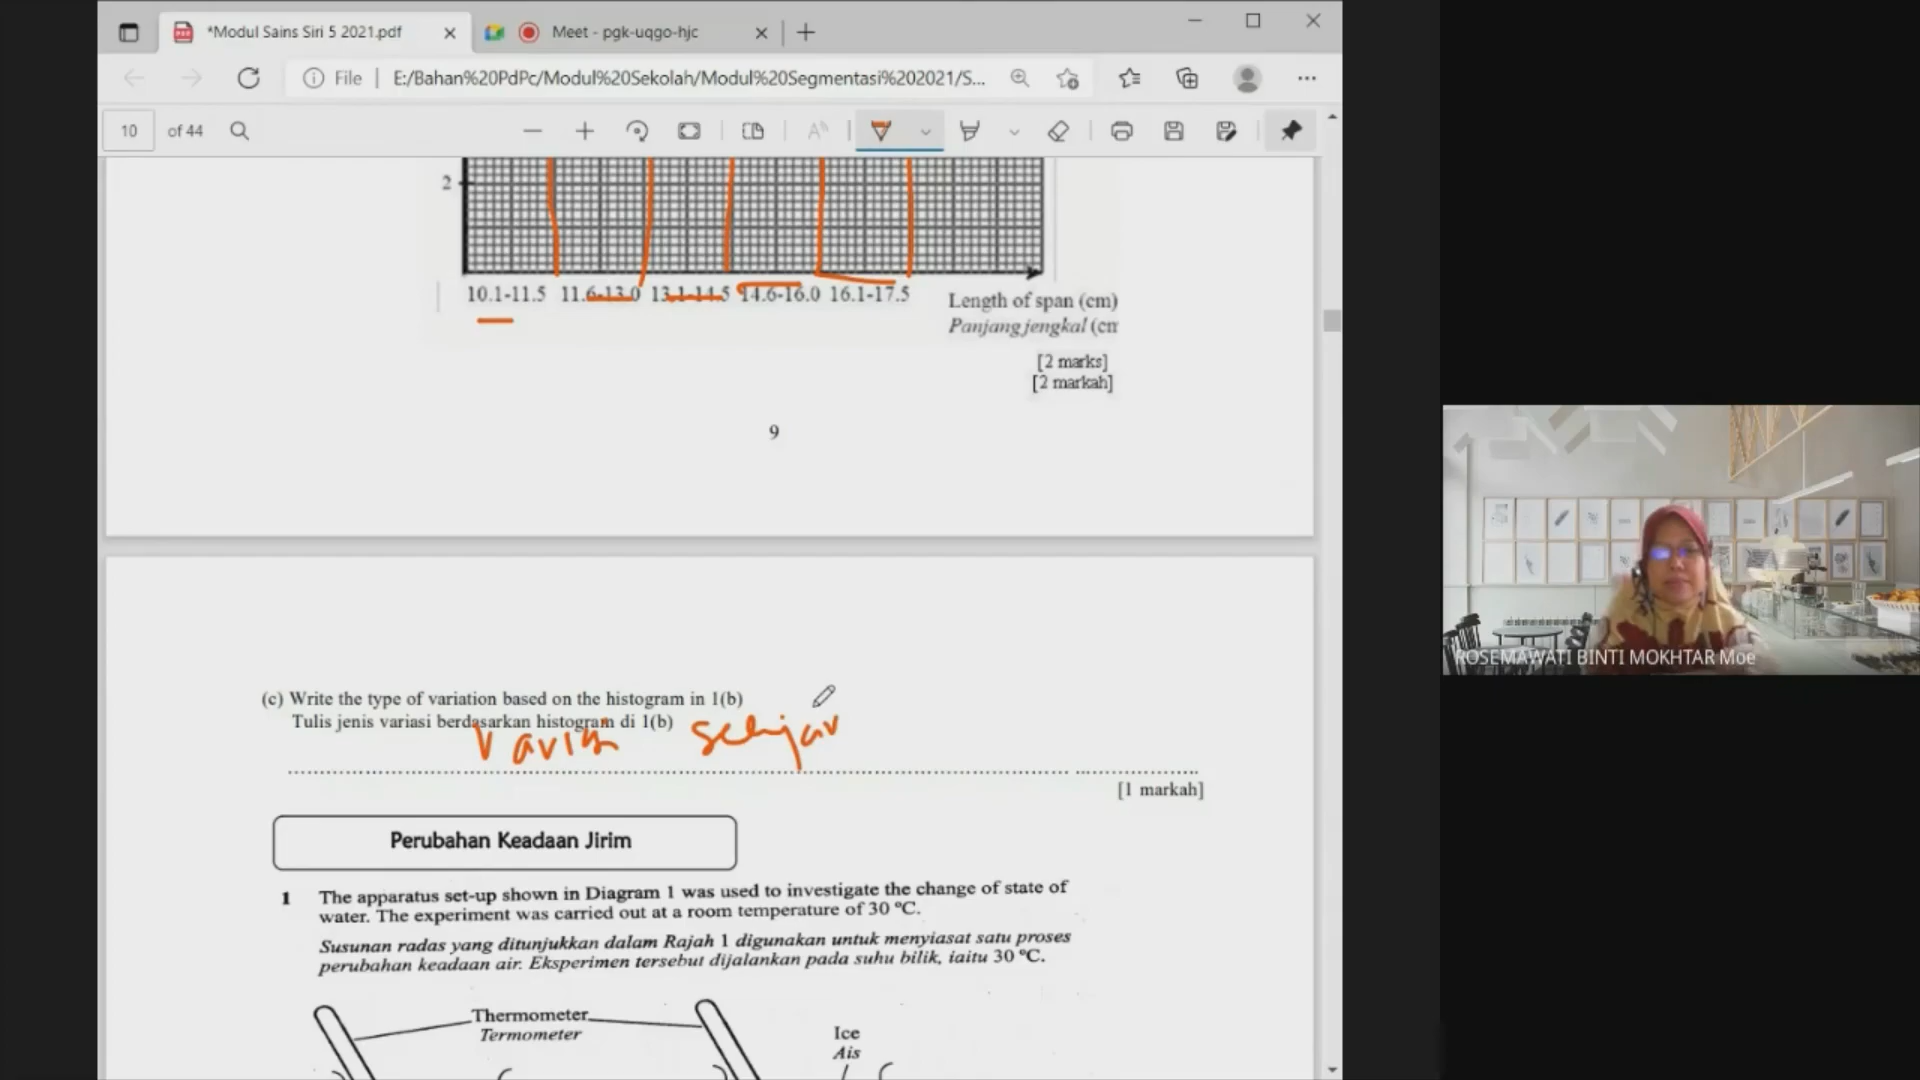 *Modul Sains Siri 5 2021.pdf
Meet - pgk-uqgo-hjc
File
E:/Bahan%20PdPc/Modul%20Sekolah/Modul%20Segmentasi%202021/S...
10 of 44
2
10.1-11.5 11.6-13.0 13.1-14.5 14.6-16.0 16.1-17.5
Length of span (cm)
Panjang jengkal (cm
[2 marks]
[2 markah]
9
(c) Write the type of variation based on the histogram in 1(b)
Tulis jenis variasi berdasarkan histogram di 1(b)
selanjar
[1 markah]
Perubahan Keadaan Jirim
1 The apparatus set-up shown in Diagram 1 was used to investigate the change of state of
water. The experiment was carried out at a room temperature of 30 ºC.
Susunan radas yang ditunjukkan dalam Rajah 1 digunakan untuk menyiasat satu proses
perubahan keadaan air. Eksperimen tersebut dijalankan pada suhu bilik, iaitu 30 ºC.
Thermometer
Termometer
Ice
Ais
ROSEMAWATI BINTI MOKHTAR Moe